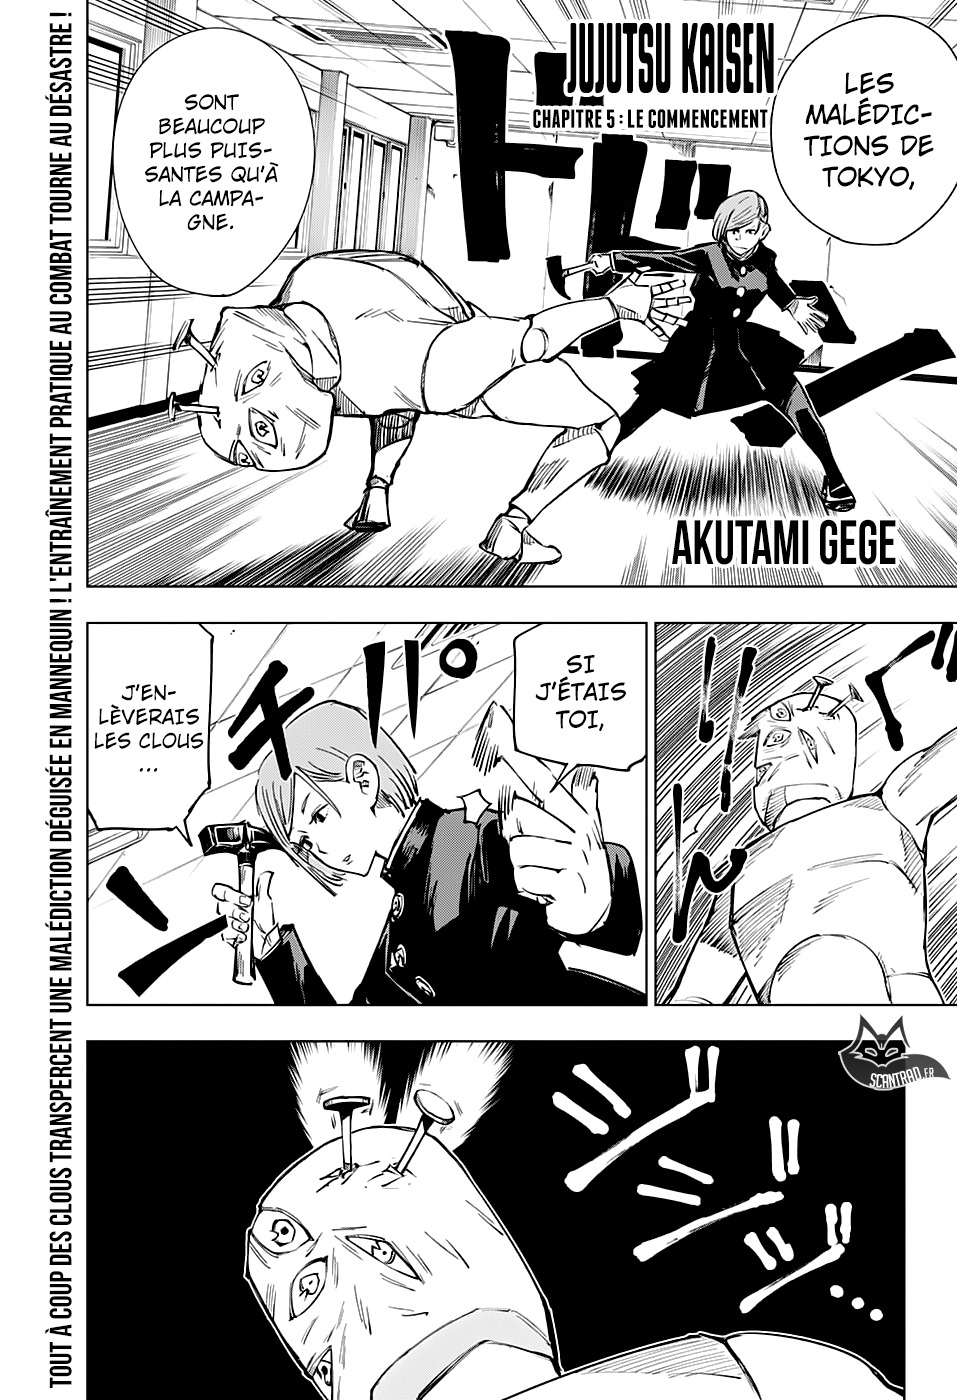 TOUT À COUP DES CLOUS TRANSPERCENT UNE MALÉDICTION DÉGUISÉE EN MANNEQUIN ! L'ENTRAÎNEMENT PRATIQUE AU COMBAT TOURNE AU DÉSASTRE !
JUJUTSU KAISEN
CHAPITRE 5 : LE COMMENCEMENT
LES
MALÉDIC-
TIONS DE
TOKYO,
SONT
BEAUCOUP
PLUS PUIS-
SANTES QU'À
LA CAMPA-
GNE.
AKUTAMI GEGE
SI
J'ÉTAIS
TOI,
J'EN-
LÈVERAIS
LES CLOUS
...
SCANTRAD.FR